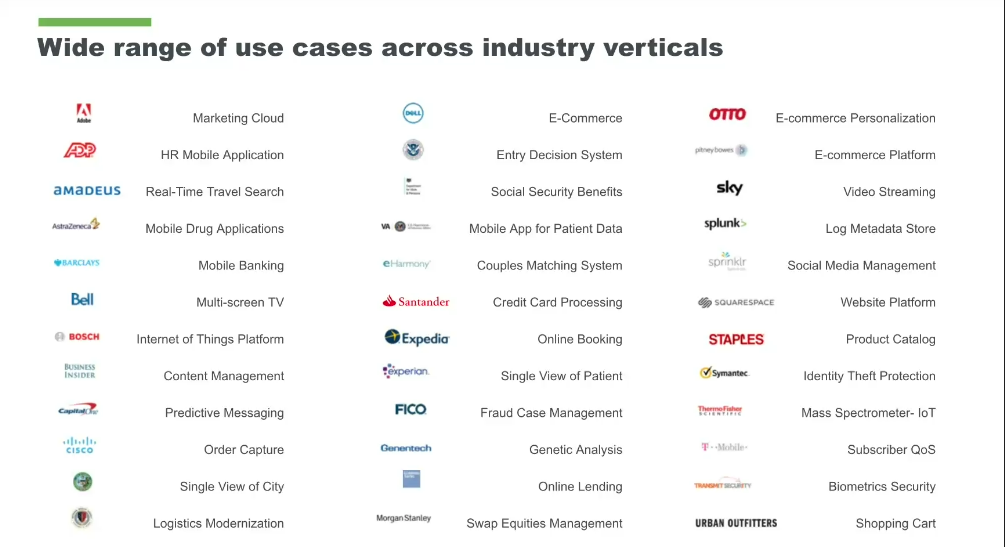 Wide range of use cases across industry verticals
Adobe Marketing Cloud
ADP HR Mobile Application
amadeus Real-Time Travel Search
AstraZeneca Mobile Drug Applications
BARCLAYS Mobile Banking
Bell Multi-screen TV
BOSCH Internet of Things Platform
BUSINESS INSIDER Content Management
Capital One Predictive Messaging
CISCO Order Capture
Single View of City
Logistics Modernization
DELL E-Commerce
Entry Decision System
Social Security Benefits
VA Mobile App for Patient Data
eHarmony Couples Matching System
Santander Credit Card Processing
Expedia Online Booking
experian. Single View of Patient
FICO Fraud Case Management
Genentech Genetic Analysis
Online Lending
Morgan Stanley Swap Equities Management
OTTO E-commerce Personalization
pitney bowes E-commerce Platform
sky Video Streaming
splunk> Log Metadata Store
sprinklr Social Media Management
SQUARESPACE Website Platform
STAPLES Product Catalog
Symantec. Identity Theft Protection
ThermoFisher SCIENTIFIC Mass Spectrometer- IoT
T··Mobile· Subscriber QoS
TRANSMIT SECURITY Biometrics Security
URBAN OUTFITTERS Shopping Cart